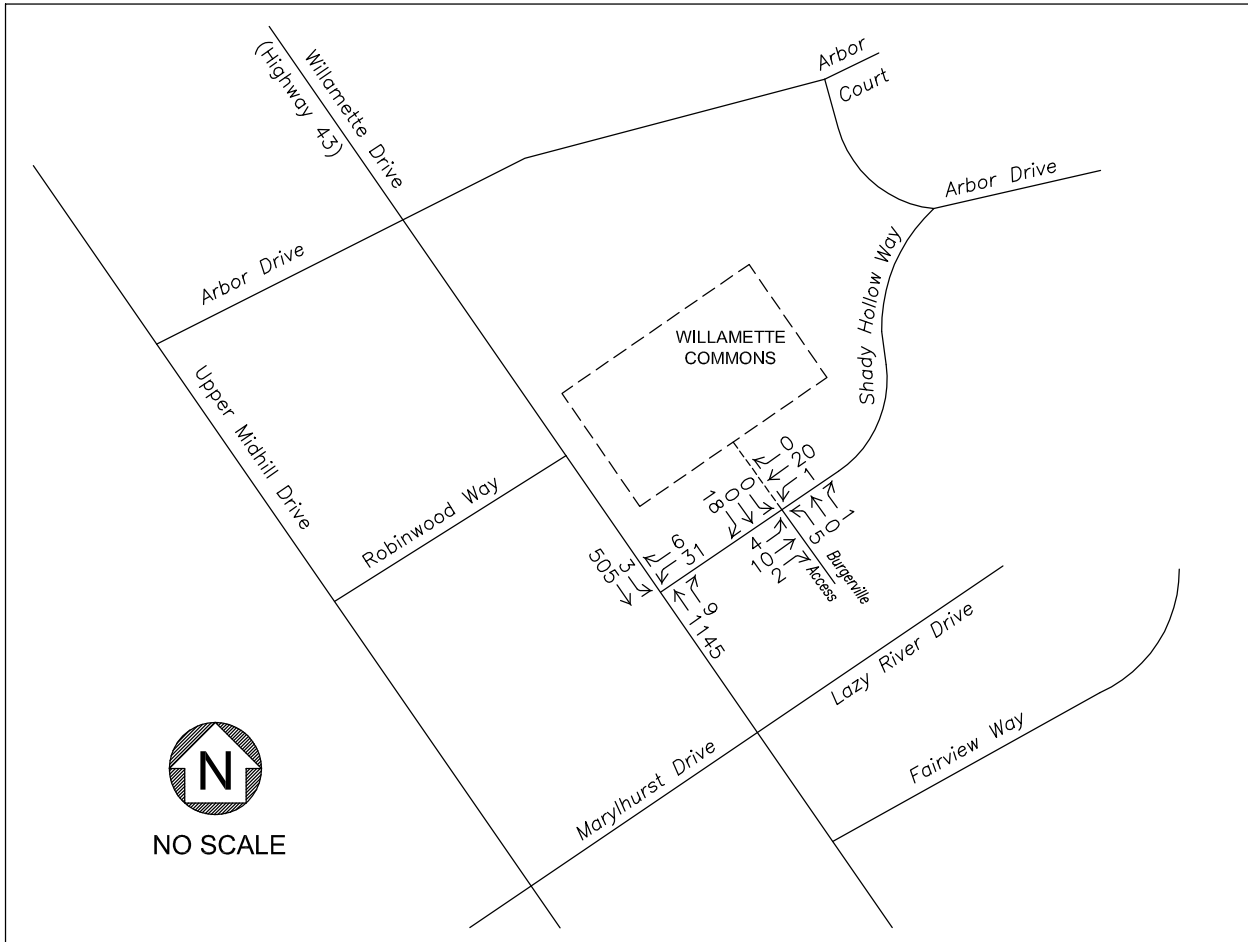 Willamette Drive
(Highway 43)
Arbor
Court
Arbor Drive
Arbor Drive
Shady Hollow Way
WILLAMETTE
COMMONS
Upper Midhill Drive
Robinwood Way
0
20
1
0
0
18
4
10
2
1
0
5
Burgerville
Access
6
31
3
505
9
1145
Lazy River Drive
Marylhurst Drive
Fairview Way
N
NO SCALE